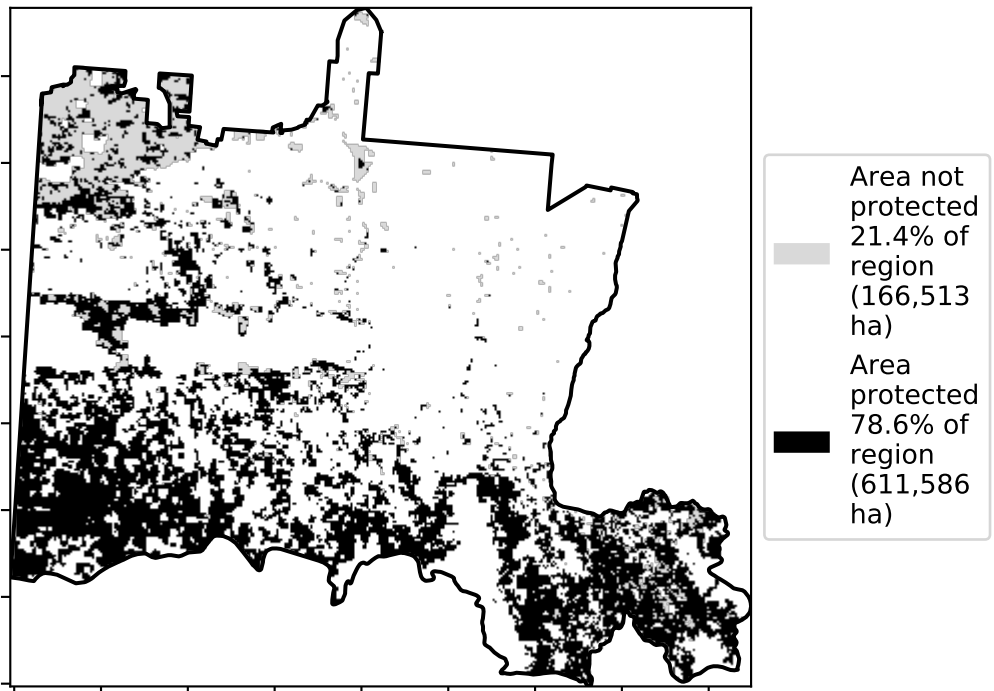 Area not
protected
21.4% of
region
(166,513
ha)
Area
protected
78.6% of
region
(611,586
ha)